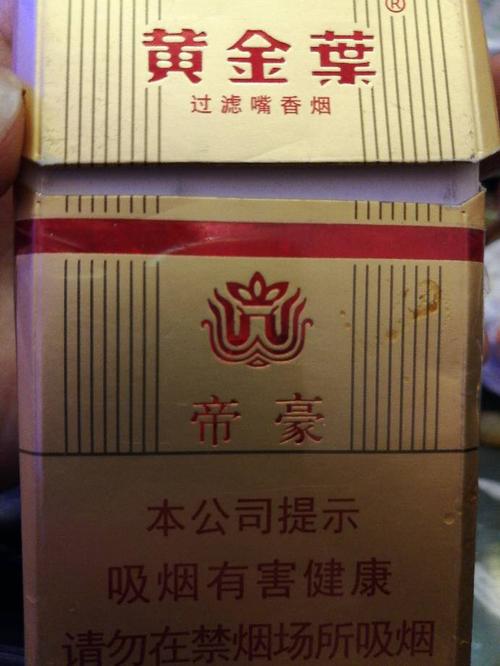 ®
黄金葉
过滤嘴香烟
帝豪
本公司提示
吸烟有害健康
请勿在禁烟场所吸烟